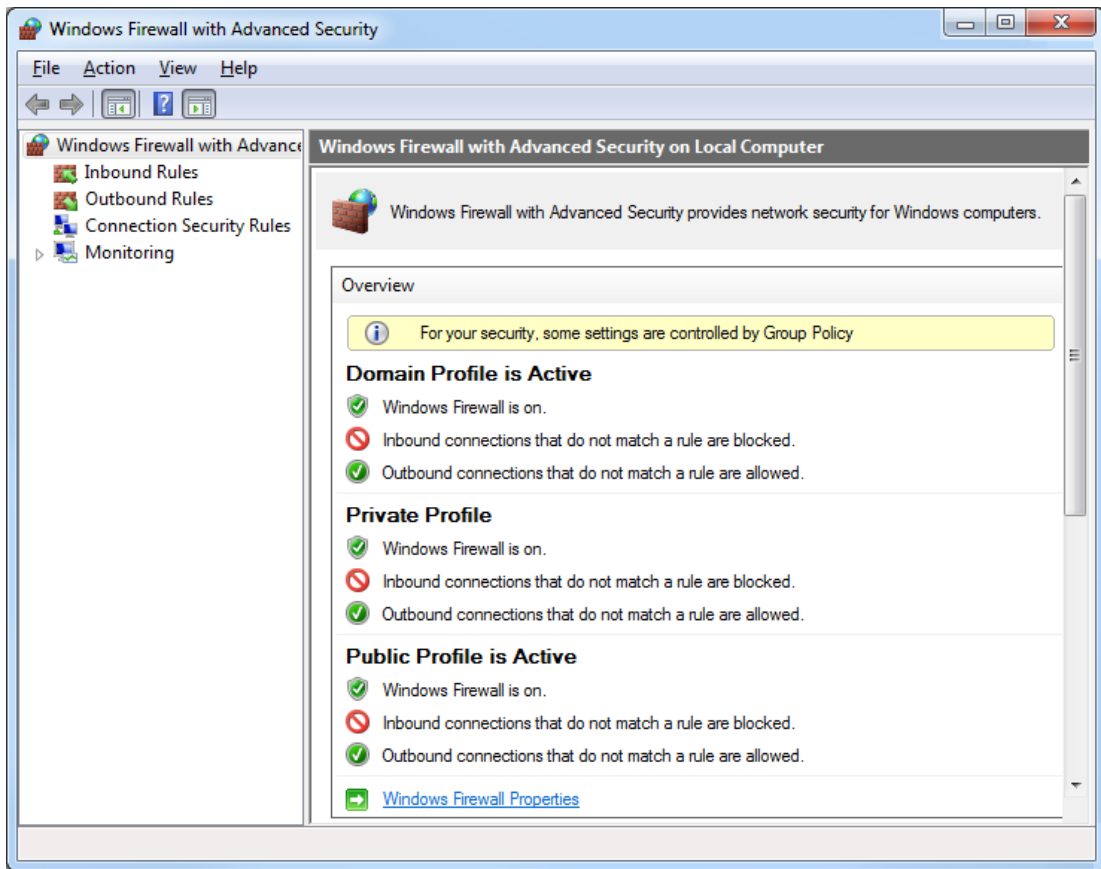 Windows Firewall with Advanced Security
File Action View Help
Windows Firewall with Advance
Inbound Rules
Outbound Rules
Connection Security Rules
Monitoring
Windows Firewall with Advanced Security on Local Computer
Windows Firewall with Advanced Security provides network security for Windows computers.
Overview
For your security, some settings are controlled by Group Policy
Domain Profile is Active
Windows Firewall is on.
Inbound connections that do not match a rule are blocked.
Outbound connections that do not match a rule are allowed.
Private Profile
Windows Firewall is on.
Inbound connections that do not match a rule are blocked.
Outbound connections that do not match a rule are allowed.
Public Profile is Active
Windows Firewall is on.
Inbound connections that do not match a rule are blocked.
Outbound connections that do not match a rule are allowed.
Windows Firewall Properties